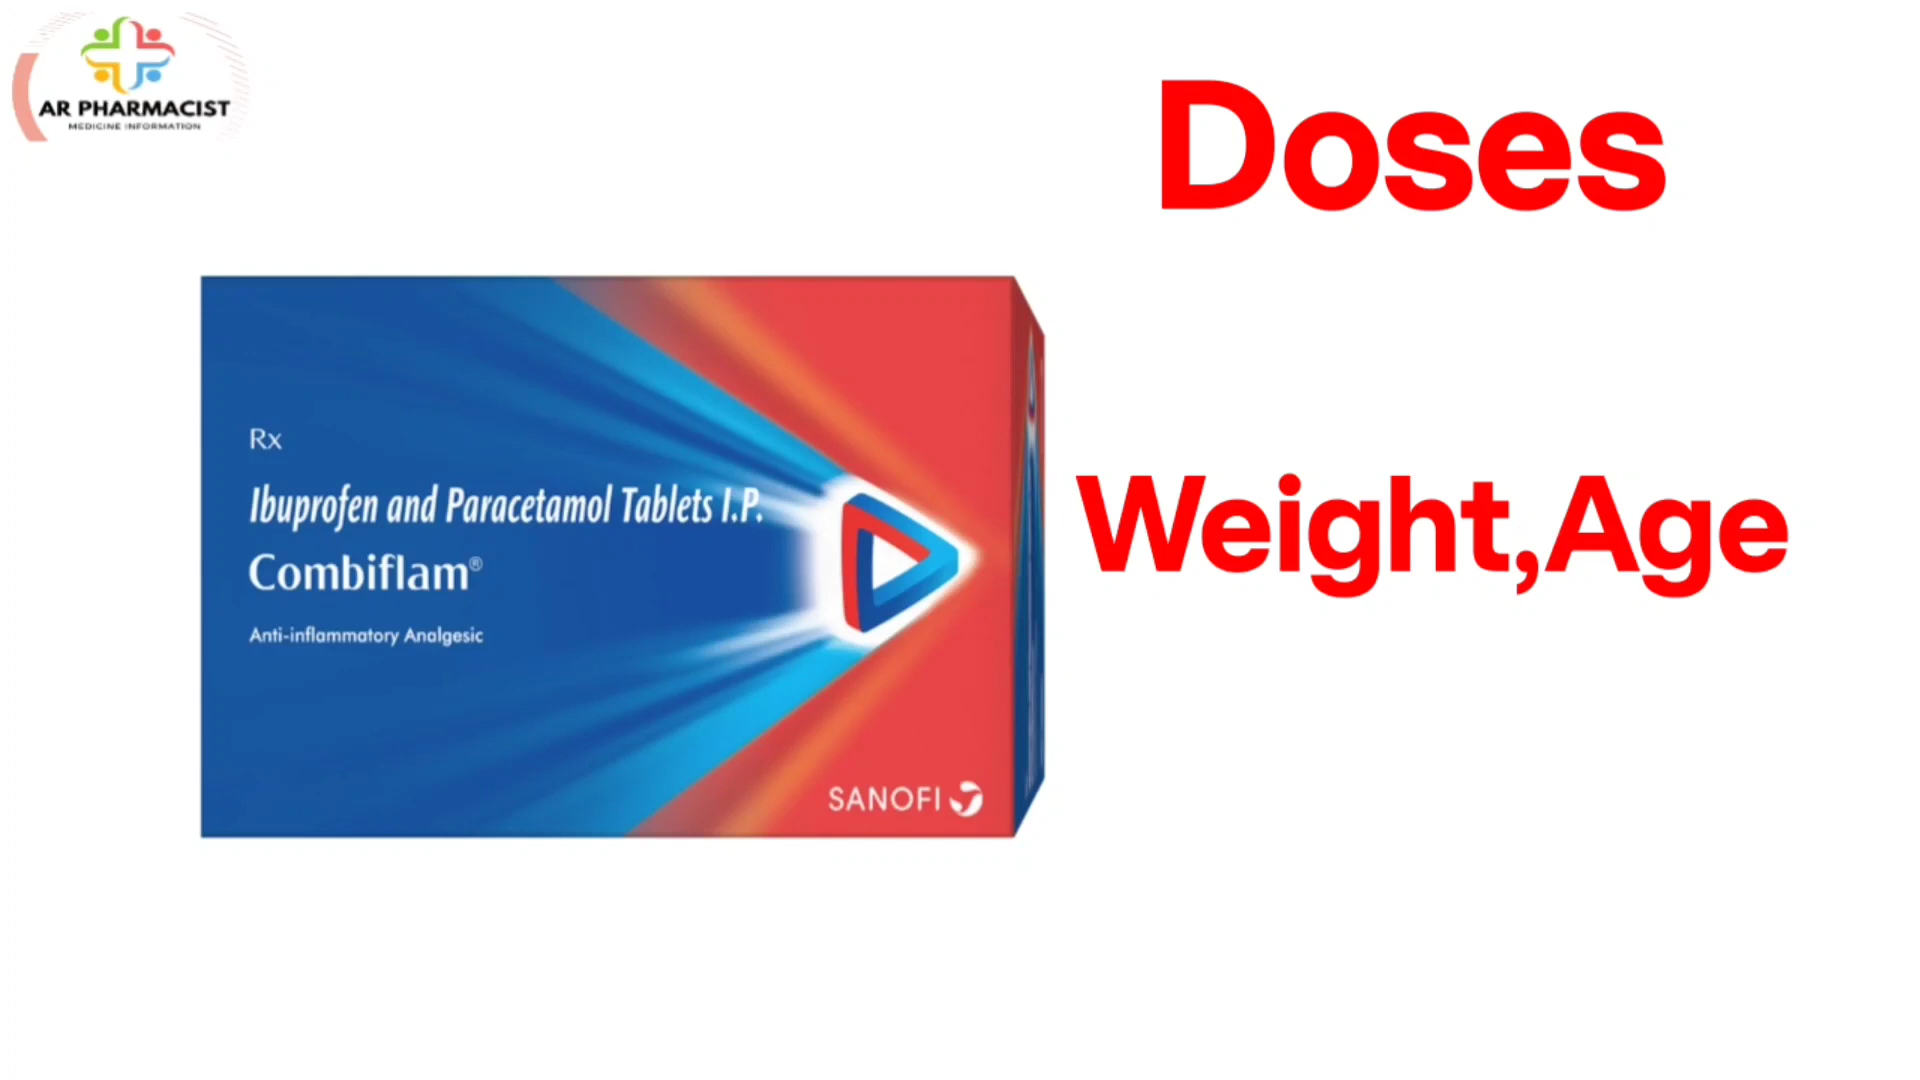 AR PHARMACIST
MEDICINE INFORMATION
Doses
Rx
Ibuprofen and Paracetamol Tablets I.P.
Combiflam®
Anti-inflammatory Analgesic
SANOFI
Weight,Age